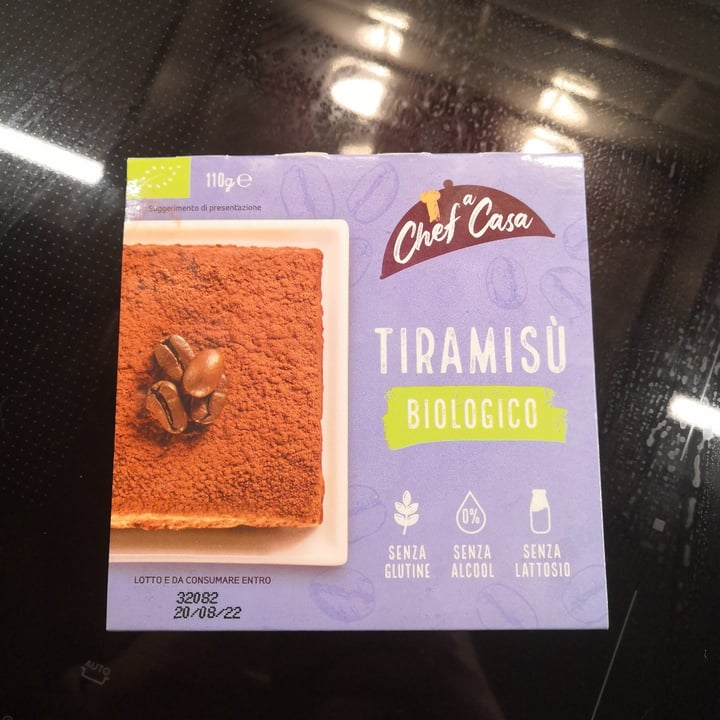 110g ℮
Suggerimento di presentazione
Chef a Casa
TIRAMISÙ
BIOLOGICO
0%
SENZA GLUTINE
SENZA ALCOOL
SENZA LATTOSIO
LOTTO E DA CONSUMARE ENTRO
32082
20/08/22
AUTO